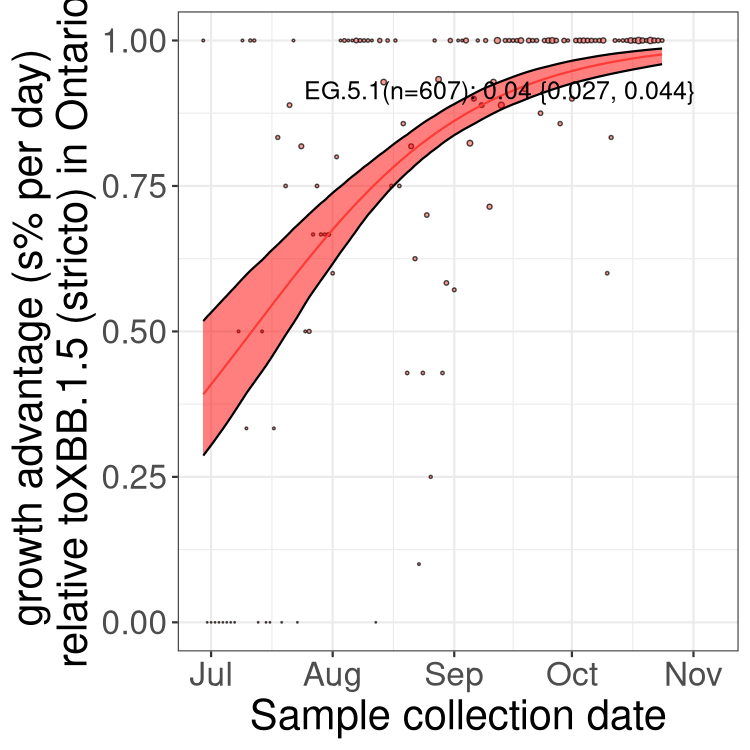 growth advantage (s% per day)
relative toXBB.1.5 (stricto) in Ontario
1.00
0.75
0.50
0.25
0.00
EG.5.1(n=607): 0.04 {0.027, 0.044}
Jul Aug Sep Oct Nov
Sample collection date